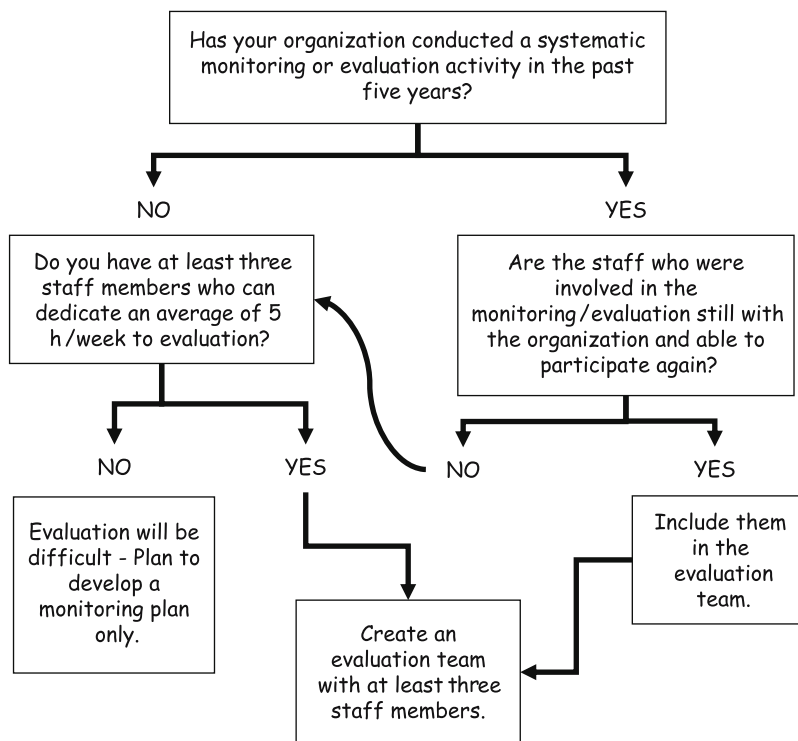 Has your organization conducted a systematic
monitoring or evaluation activity in the past
five years?
NO
YES
Do you have at least three
staff members who can
dedicate an average of 5
h/week to evaluation?
Are the staff who were
involved in the
monitoring/evaluation still with
the organization and able to
participate again?
NO
YES
NO
YES
Evaluation will be
difficult - Plan to
develop a
monitoring plan
only.
Include them
in the
evaluation
team.
Create an
evaluation team
with at least three
staff members.